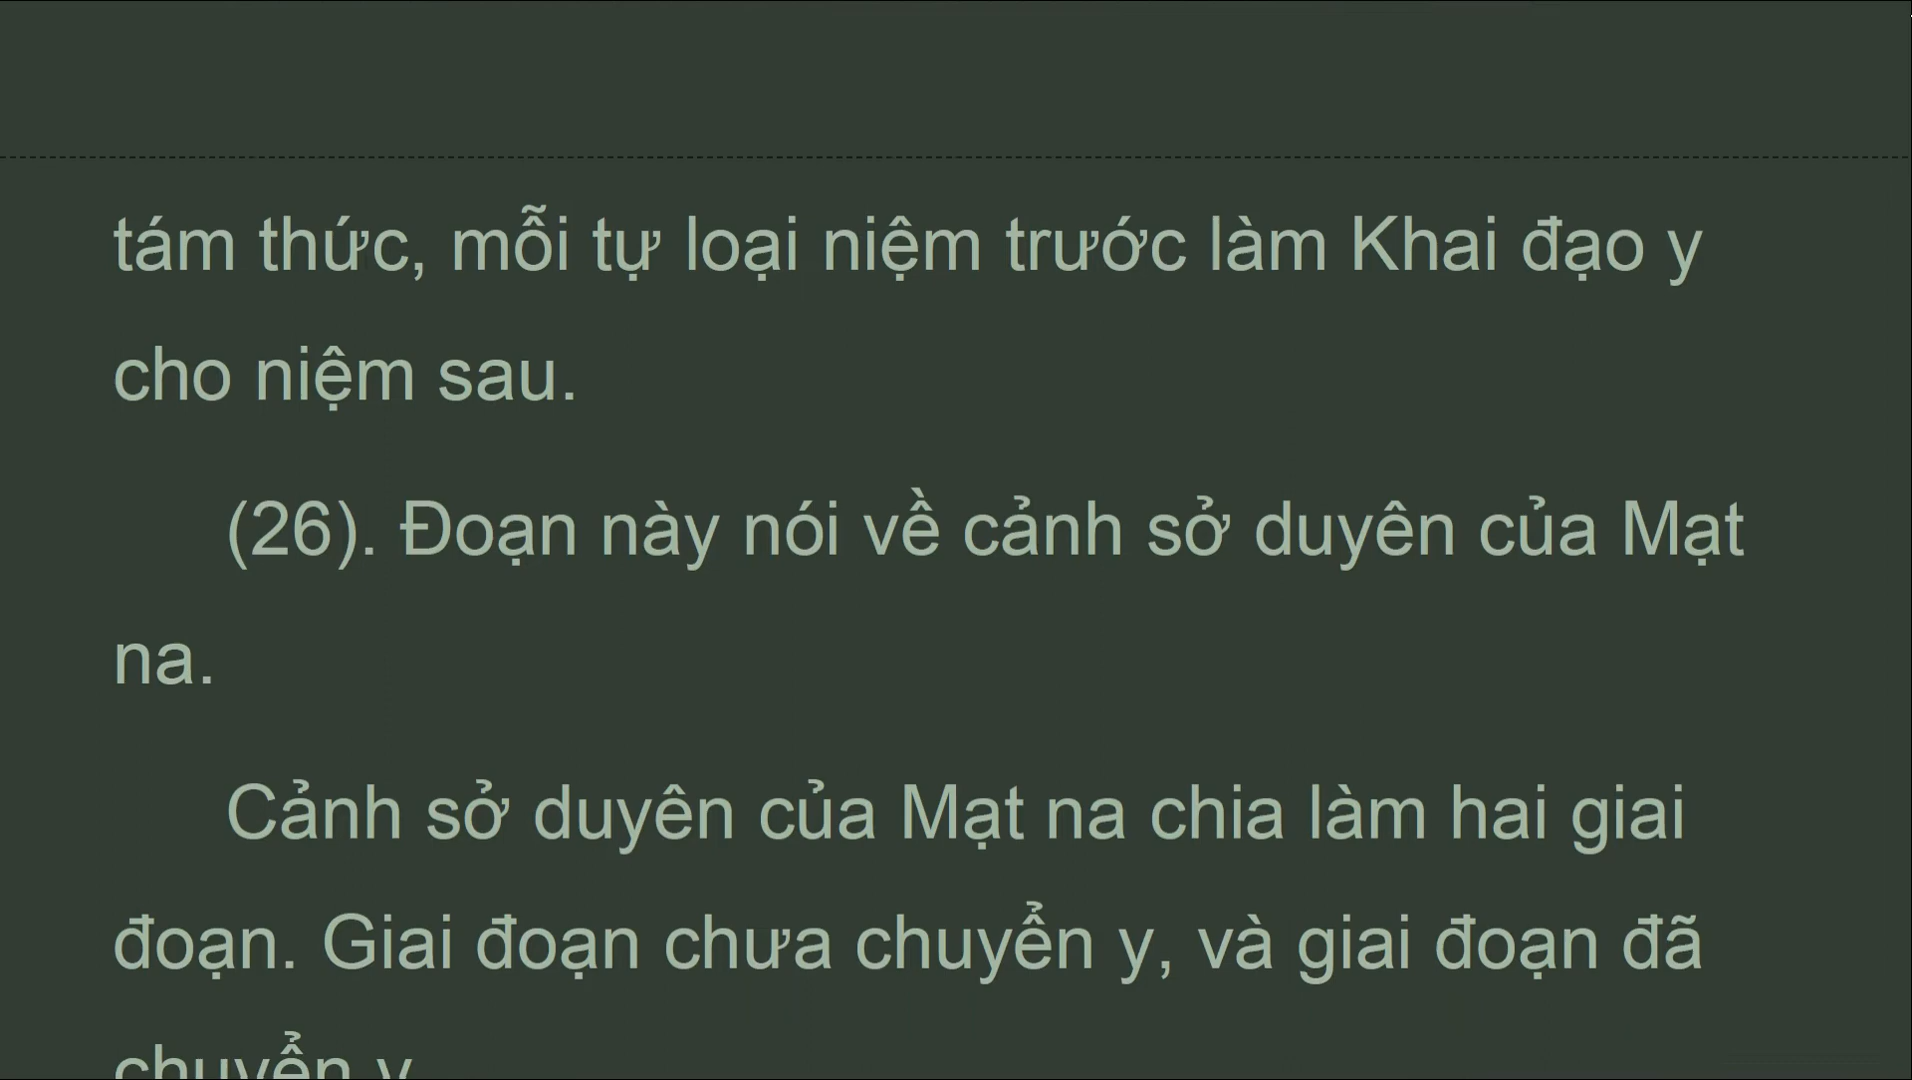 tám thức, mỗi tự loại niệm trước làm Khai đạo y
cho niệm sau.
(26). Đoạn này nói về cảnh sở duyên của Mạt
na.
Cảnh sở duyên của Mạt na chia làm hai giai
đoạn. Giai đoạn chưa chuyển y, và giai đoạn đã
chuyển y